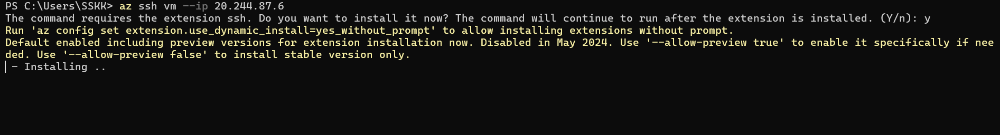 PS C:\Users\SSKK> az ssh vm --ip 20.244.87.6
The command requires the extension ssh. Do you want to install it now? The command will continue to run after the extension is installed. (Y/n): y
Run 'az config set extension.use_dynamic_install=yes_without_prompt' to allow installing extensions without prompt.
Default enabled including preview versions for extension installation now. Disabled in May 2024. Use '--allow-preview true' to enable it specifically if nee
ded. Use '--allow-preview false' to install stable version only.
 - Installing ..